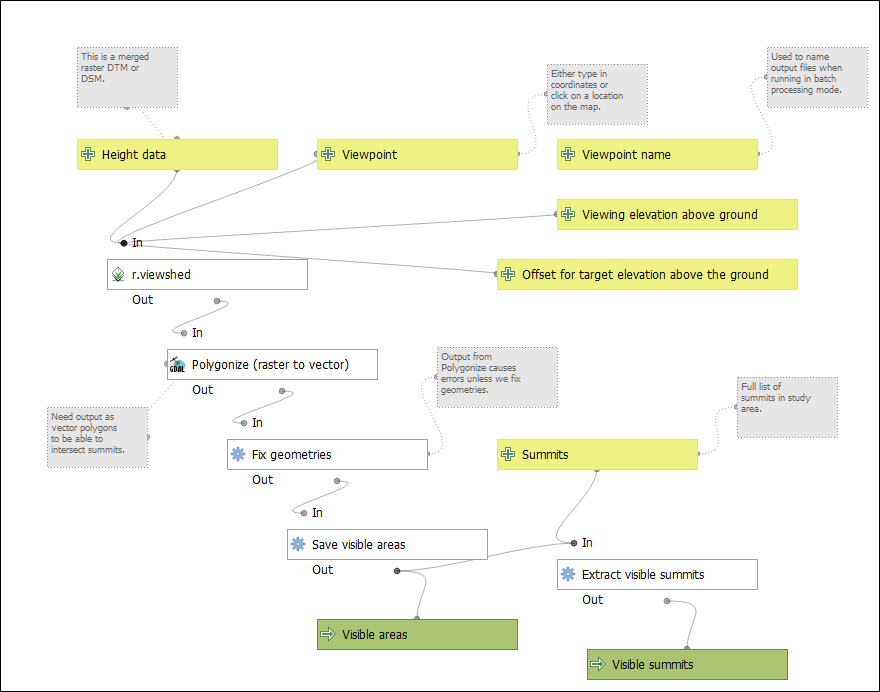 This is a merged
raster DTM or
DSM.
Either type in
coordinates or
click on a location
on the map.
Used to name
output files when
running in batch
processing mode.
Height data
Viewpoint
Viewpoint name
Viewing elevation above ground
In
r.viewshed
Offset for target elevation above the ground
Out
In
GDAL
Polygonize (raster to vector)
Output from
Polygonize causes
errors unless we fix
geometries.
Out
Full list of
summits in study
area.
Need output as
vector polygons
to be able to
intersect summits.
In
Fix geometries
Summits
Out
In
Save visible areas
In
Out
Extract visible summits
Out
Visible areas
Visible summits